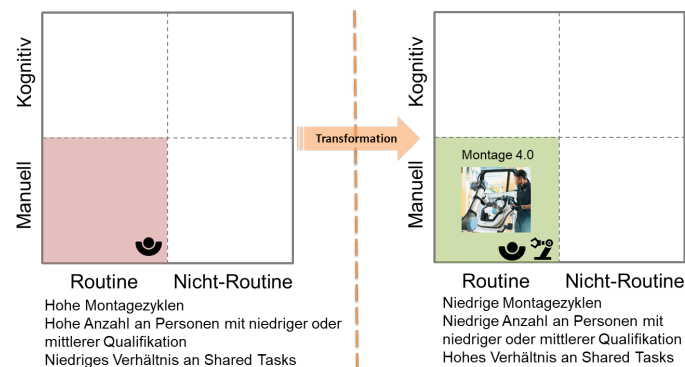 Kognitiv
Manuell
Routine
Nicht-Routine
Hohe Montagezyklen
Hohe Anzahl an Personen mit niedriger oder
mittlerer Qualifikation
Niedriges Verhältnis an Shared Tasks
Transformation
Kognitiv
Manuell
Montage 4.0
Routine
Nicht-Routine
Niedrige Montagezyklen
Niedrige Anzahl an Personen mit
niedriger oder mittlerer Qualifikation
Hohes Verhältnis an Shared Tasks